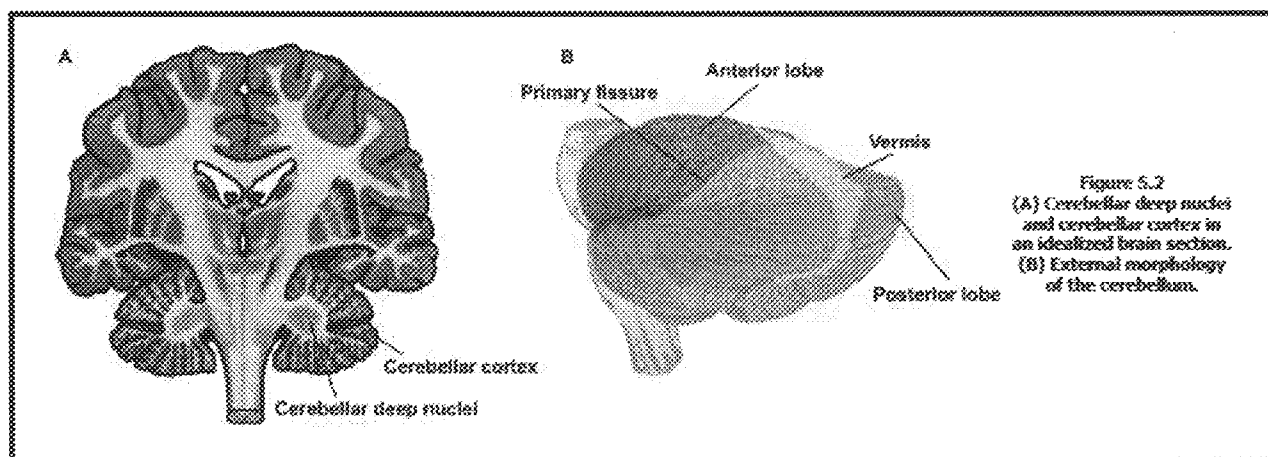 A
B
Anterior lobe
Primary fissure
Vermis
Figure 5.2
(A) Cerebellar deep nuclei
and cerebellar cortex in
an idealized brain section.
(B) External morphology
of the cerebellum.
Posterior lobe
Cerebellar cortex
Cerebellar deep nuclei